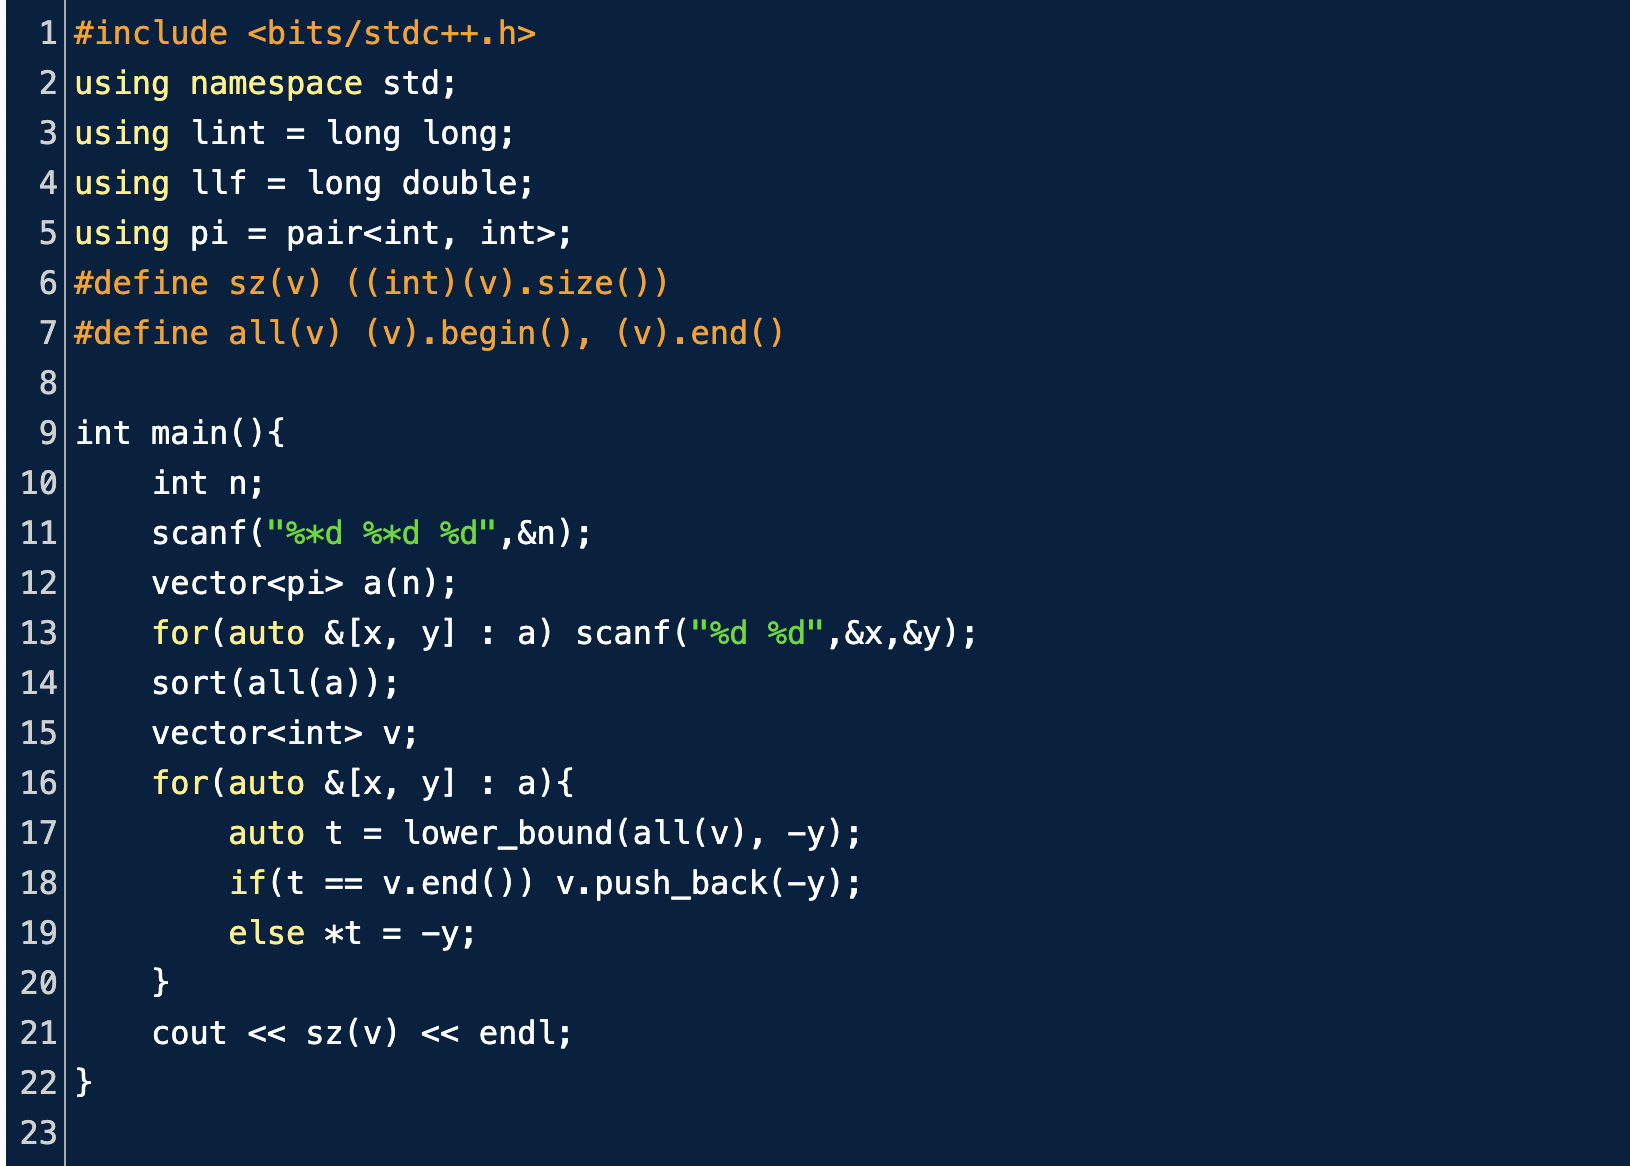 1 #include <bits/stdc++.h>
2 using namespace std;
3 using lint = long long;
4 using llf = long double;
5 using pi = pair<int, int>;
6 #define sz(v) ((int)(v).size())
7 #define all(v) (v).begin(), (v).end()
8
9 int main(){
10     int n;
11     scanf("%*d %*d %d",&n);
12     vector<pi> a(n);
13     for(auto &[x, y] : a) scanf("%d %d",&x,&y);
14     sort(all(a));
15     vector<int> v;
16     for(auto &[x, y] : a){
17         auto t = lower_bound(all(v), -y);
18         if(t == v.end()) v.push_back(-y);
19         else *t = -y;
20     }
21     cout << sz(v) << endl;
22 }
23